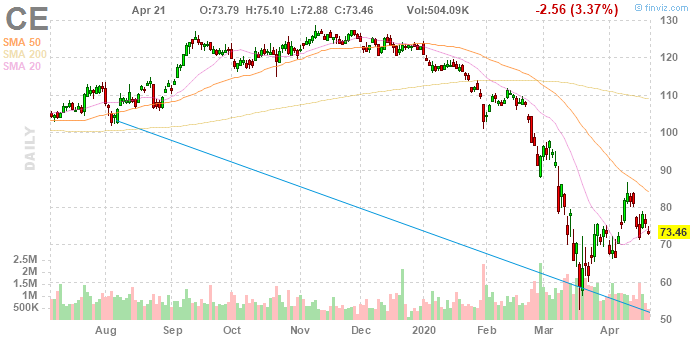 CE Apr 21 O:73.79 H:75.10 L:72.88 C:73.46 Vol:504.09K -2.56 (3.37%) © finviz.com
SMA 50
SMA 200
SMA 20
DAILY
130
120
110
100
90
80
73.46
70
60
50
2.5M
2M
1.5M
1M
500K
Aug Sep Oct Nov Dec 2020 Feb Mar Apr